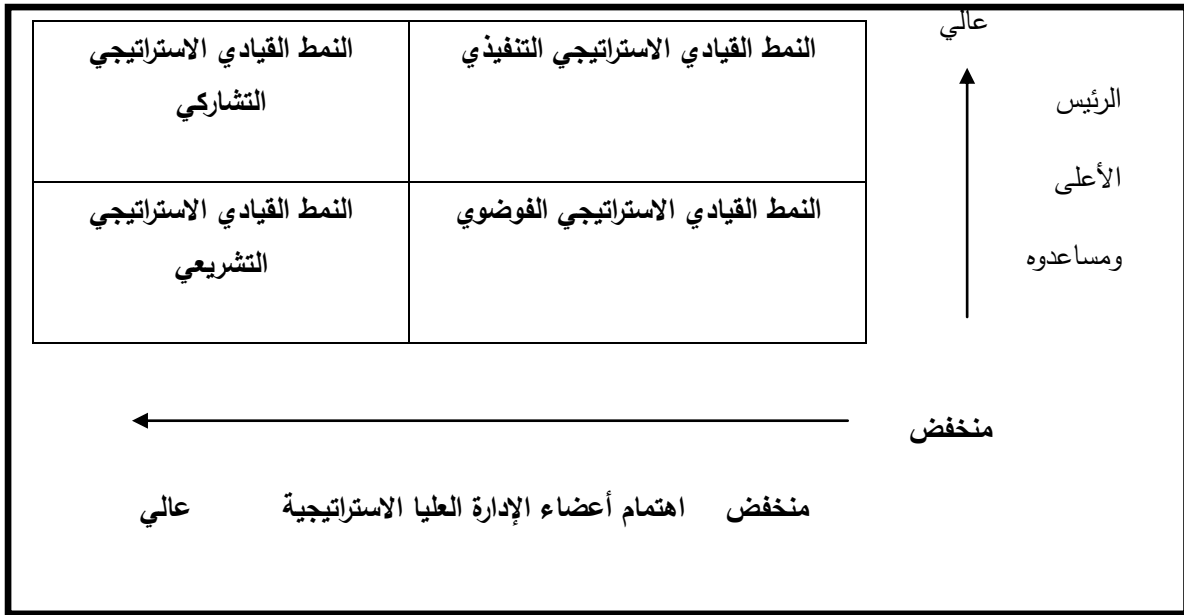 عالي
النمط القيادي الاستراتيجي التنفيذي
النمط القيادي الاستراتيجي
التشاركي
الرئيس
الأعلى
ومساعدوه
النمط القيادي الاستراتيجي الفوضوي
النمط القيادي الاستراتيجي
التشريعي
منخفض
منخفض اهتمام أعضاء الإدارة العليا الاستراتيجية عالي